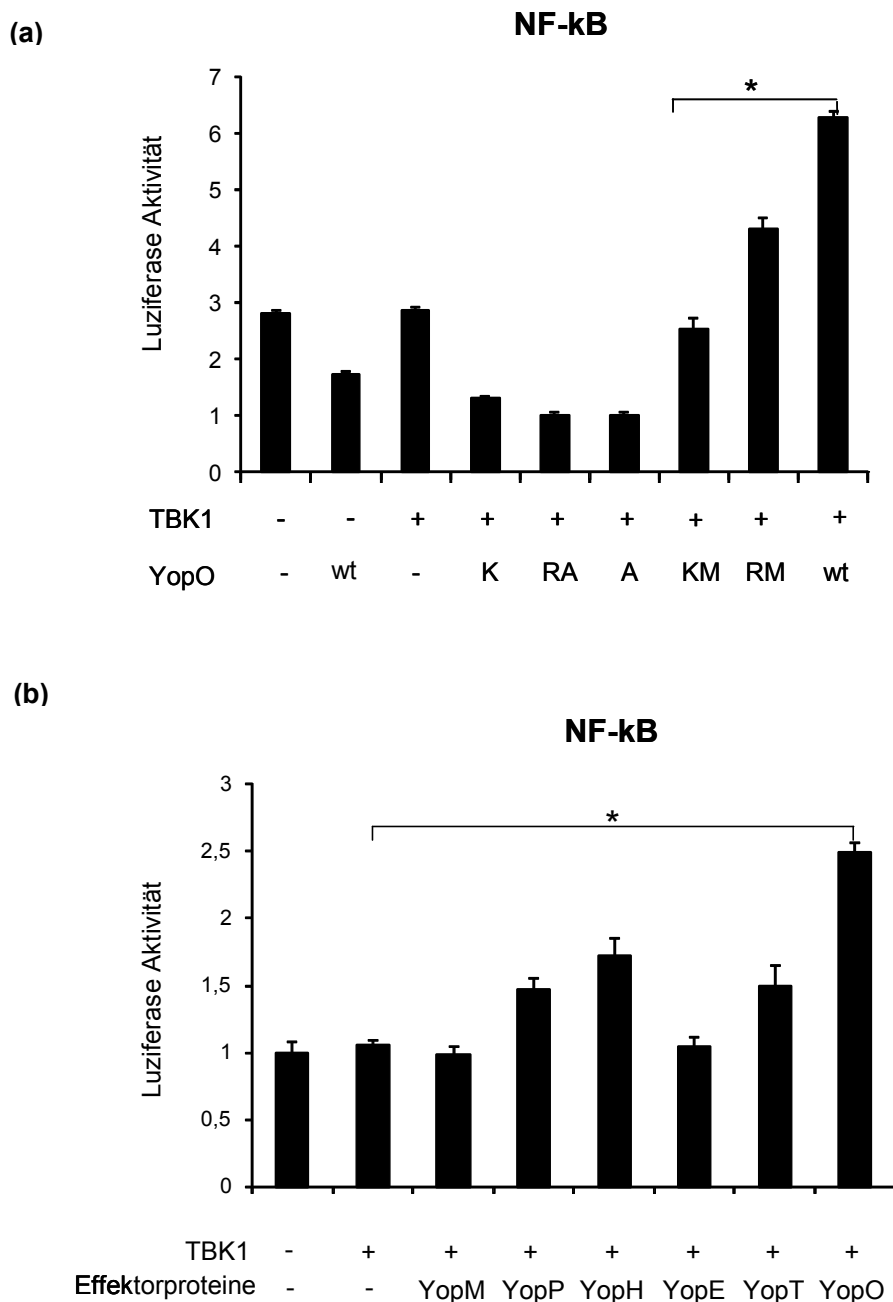 (a)
NF-kB
7
*
6
5
4
3
2
1
0
Luziferase Aktivität
TBK1 - - + + + + + + +
YopO - wt - K RA A KM RM wt
(b)
NF-kB
3
*
2,5
2
1,5
1
0,5
0
Luziferase Aktivität
TBK1 - + + + + + + +
Effektorproteine - - YopM YopP YopH YopE YopT YopO